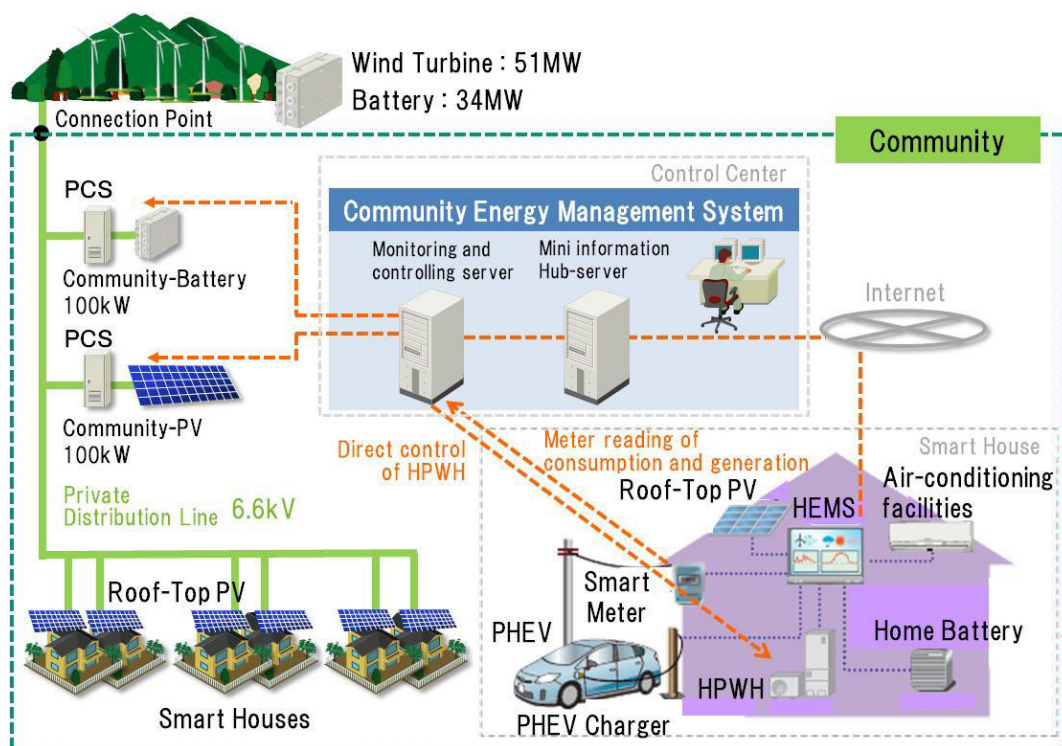 Wind Turbine : 51MW
Battery : 34MW
Connection Point
Community
Control Center
PCS
Community Energy Management System
Monitoring and
controlling server
Mini information
Hub-server
Community-Battery
100kW
Internet
PCS
Community-PV
100kW
Direct control
of HPWH
Meter reading of
consumption and generation
Smart House
Roof-Top PV
HEMS
Air-conditioning
facilities
Private
Distribution Line 6.6kV
Roof-Top PV
Smart
Meter
PHEV
Home Battery
HPWH
Smart Houses
PHEV Charger